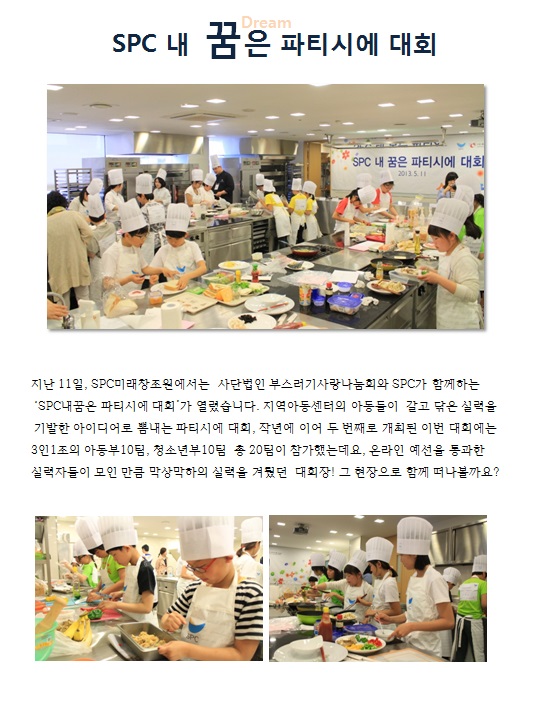 Dream
SPC 내 꿈은 파티시에 대회
SPC 내 꿈은 파티시에 대회
2013.5.11
지난 11일, SPC미래창조원에서는 사단법인 부스러기사랑나눔회와 SPC가 함께하는
‘SPC내꿈은 파티시에 대회’가 열렸습니다. 지역아동센터의 아동들이 갈고 닦은 실력을
기발한 아이디어로 뽐내는 파티시에 대회, 작년에 이어 두 번째로 개최된 이번 대회에는
3인1조의 아동부10팀, 청소년부10팀 총 20팀이 참가했는데요, 온라인 예선을 통과한
실력자들이 모인 만큼 막상막하의 실력을 겨뤘던 대회장! 그 현장으로 함께 떠나볼까요?
SPC